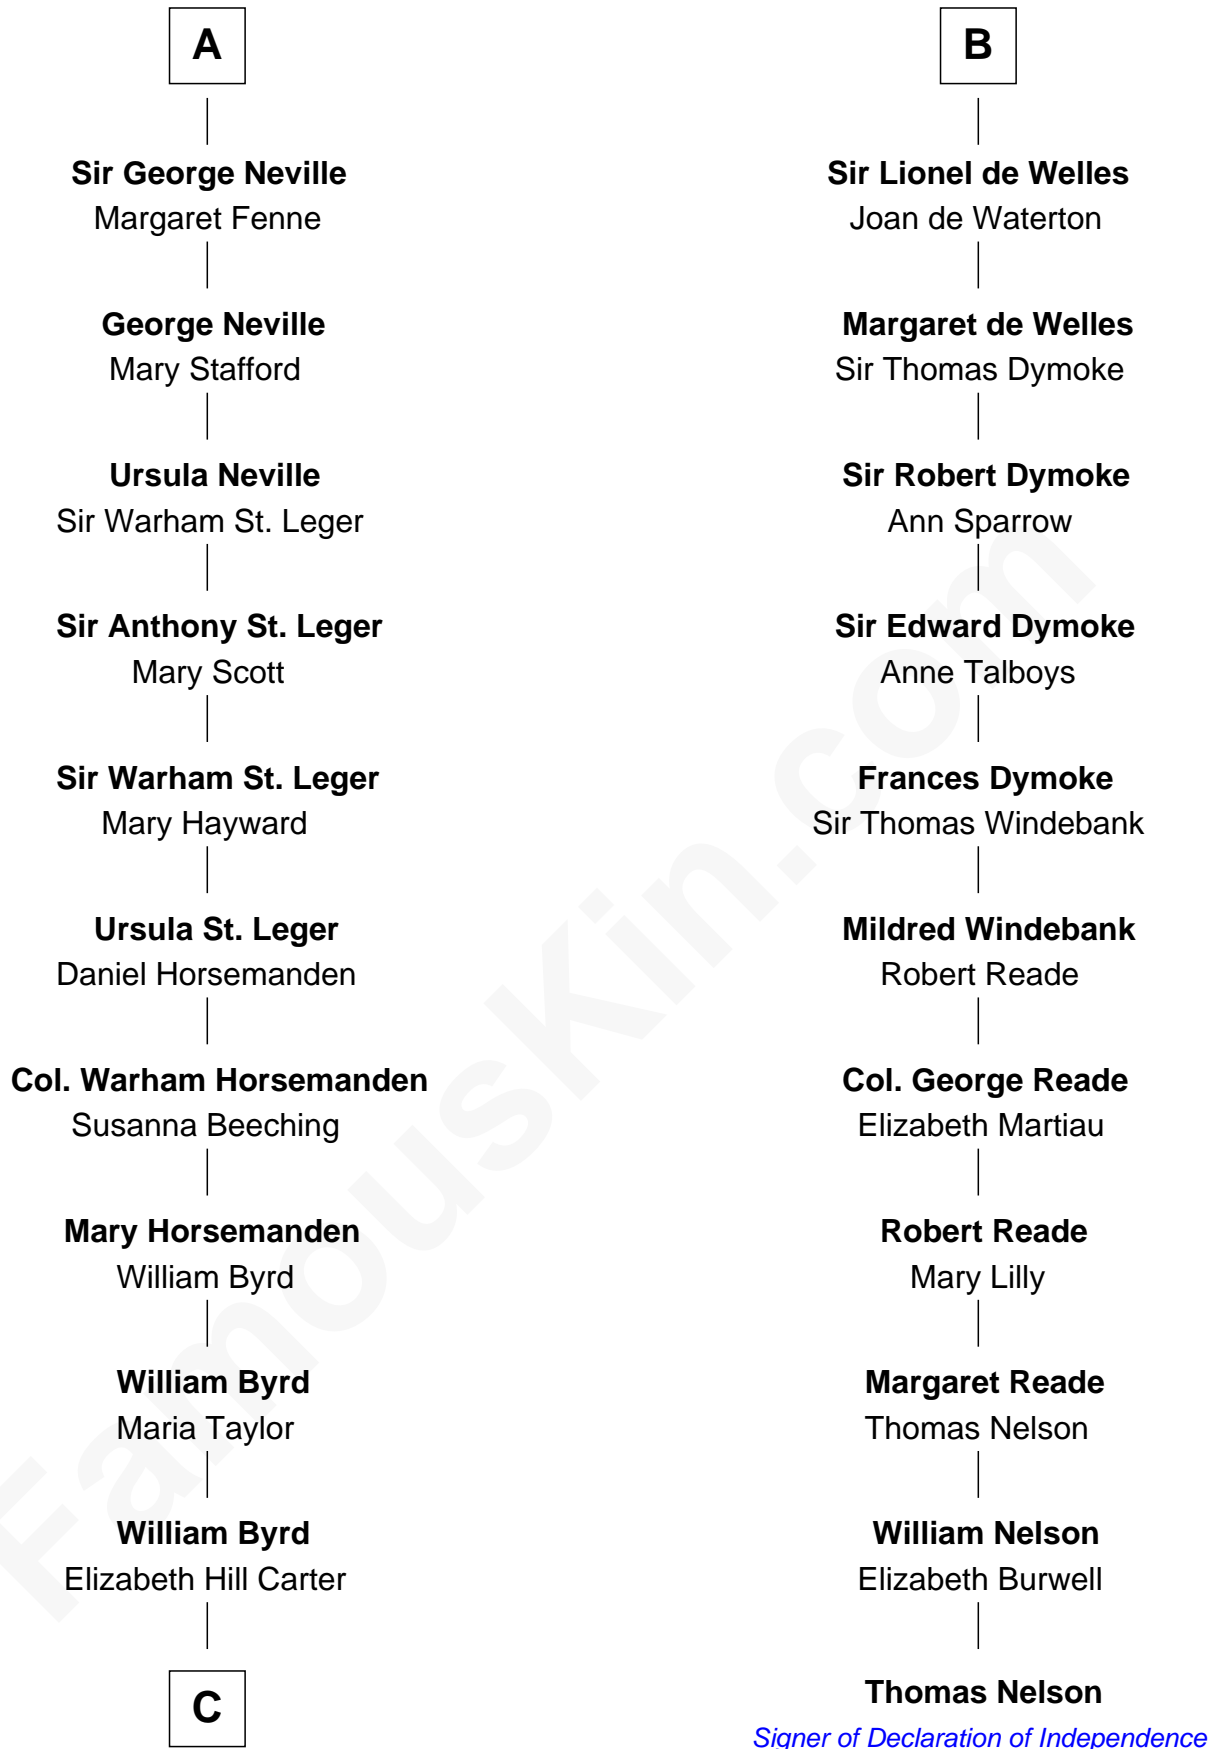 A
Sir George Neville
Margaret Fenne
George Neville
Mary Stafford
Ursula Neville
Sir Warham St. Leger
Sir Anthony St. Leger
Mary Scott
Sir Warham St. Leger
Mary Hayward
Ursula St. Leger
Daniel Horsemanden
Col. Warham Horsemanden
Susanna Beeching
Mary Horsemanden
William Byrd
William Byrd
Maria Taylor
William Byrd
Elizabeth Hill Carter
C
B
Sir Lionel de Welles
Joan de Waterton
Margaret de Welles
Sir Thomas Dymoke
Sir Robert Dymoke
Ann Sparrow
Sir Edward Dymoke
Anne Talboys
Frances Dymoke
Sir Thomas Windebank
Mildred Windebank
Robert Reade
Col. George Reade
Elizabeth Martiau
Robert Reade
Mary Lilly
Margaret Reade
Thomas Nelson
William Nelson
Elizabeth Burwell
Thomas Nelson
Signer of Declaration of Independence
FamousKin.com